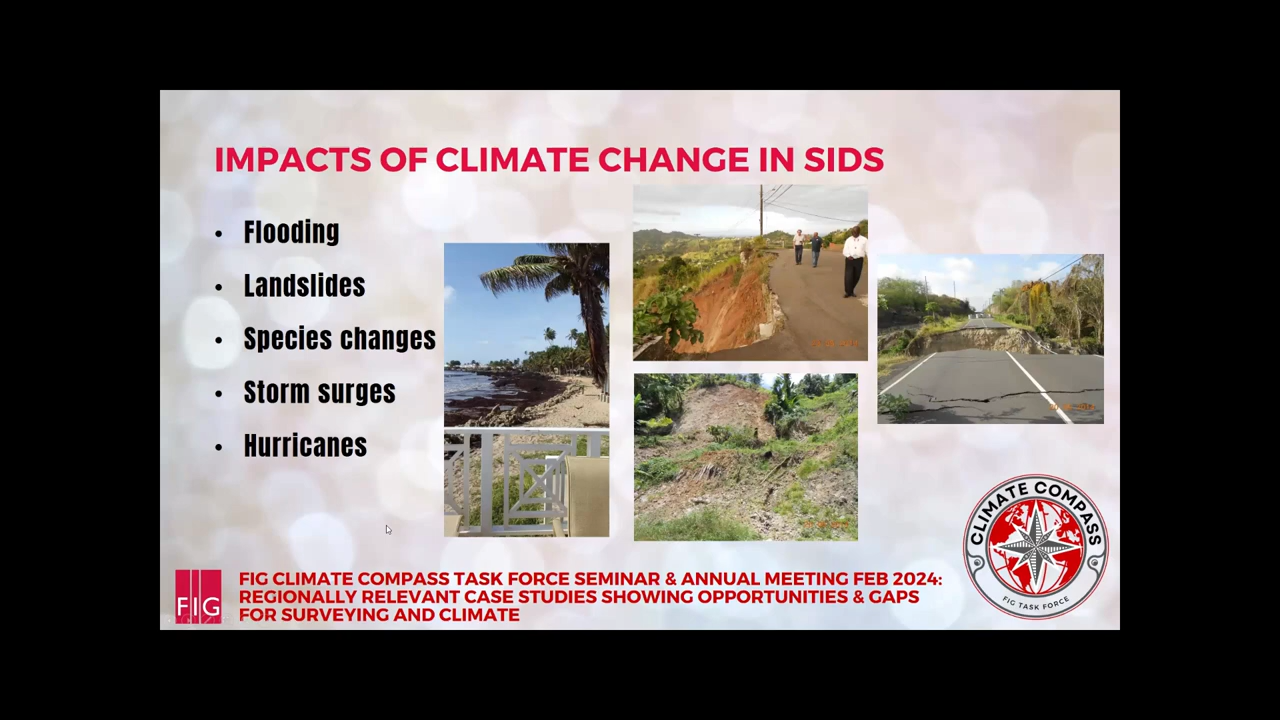 IMPACTS OF CLIMATE CHANGE IN SIDS
• Flooding
• Landslides
• Species changes
• Storm surges
• Hurricanes
CLIMATE COMPASS
FIG TASK FORCE
FIG
FIG CLIMATE COMPASS TASK FORCE SEMINAR & ANNUAL MEETING FEB 2024:
REGIONALLY RELEVANT CASE STUDIES SHOWING OPPORTUNITIES & GAPS
FOR SURVEYING AND CLIMATE